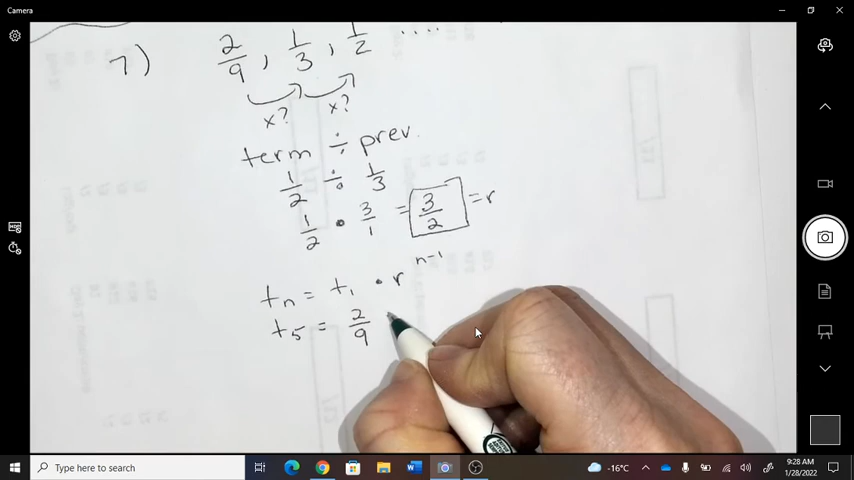 Camera
7) 2/9, 1/3, 1/2 ....
x? x?
term ÷ prev.
1/2 ÷ 1/3
1/2 • 3/1 = 3/2 = r
tn = t1 • r^n-1
t5 = 2/9
Type here to search
-16°C
9:28 AM
1/28/2022